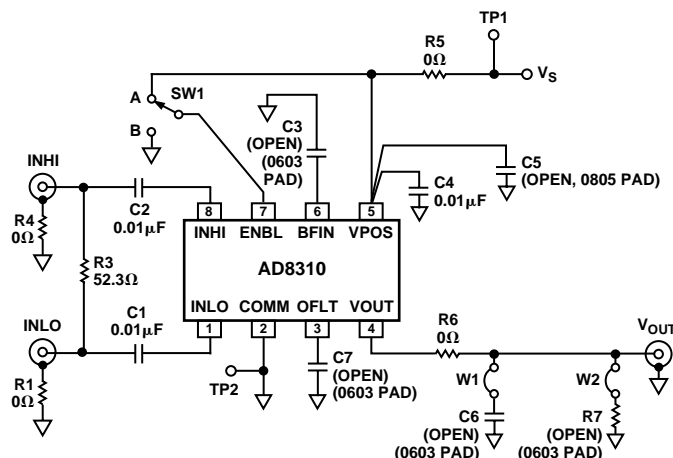 TP1
R5
0Ω
VS
A
SW1
B
C3
(OPEN)
(0603
PAD)
C5
(OPEN, 0805 PAD)
C4
0.01μF
INHI
C2
0.01μF
R4
0Ω
8
7
6
5
INHI
ENBL
BFIN
VPOS
R3
52.3Ω
AD8310
INLO
COMM
OFLT
VOUT
1
2
3
4
C1
0.01μF
INLO
R1
0Ω
TP2
C7
(OPEN)
(0603 PAD)
R6
0Ω
VOUT
W1
W2
C6
(OPEN)
(0603 PAD)
R7
(OPEN)
(0603 PAD)